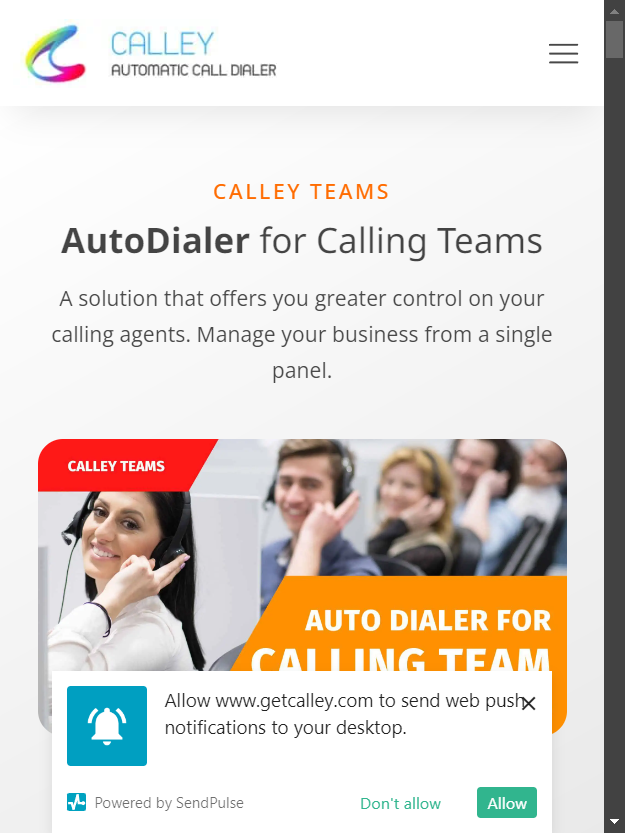 CALLEY
AUTOMATIC CALL DIALER
CALLEY TEAMS
AutoDialer for Calling Teams
A solution that offers you greater control on your
calling agents. Manage your business from a single
panel.
CALLEY TEAMS
AUTO DIALER FOR
CALLING TEAM
Allow www.getcalley.com to send web push
notifications to your desktop.
Powered by SendPulse
Don't allow
Allow